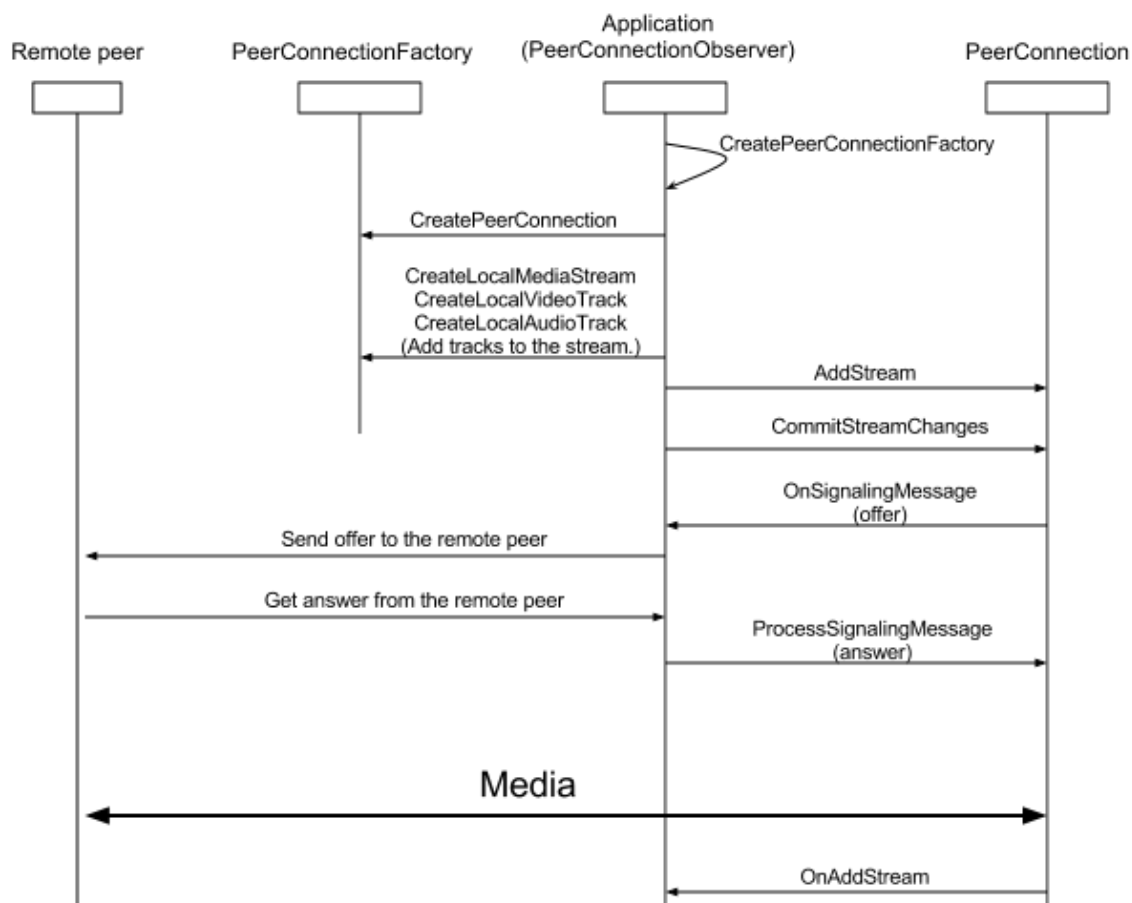 Remote peer
PeerConnectionFactory
Application
(PeerConnectionObserver)
PeerConnection
CreatePeerConnectionFactory
CreatePeerConnection
CreateLocalMediaStream
CreateLocalVideoTrack
CreateLocalAudioTrack
(Add tracks to the stream.)
AddStream
CommitStreamChanges
OnSignalingMessage
(offer)
Send offer to the remote peer
Get answer from the remote peer
ProcessSignalingMessage
(answer)
Media
OnAddStream